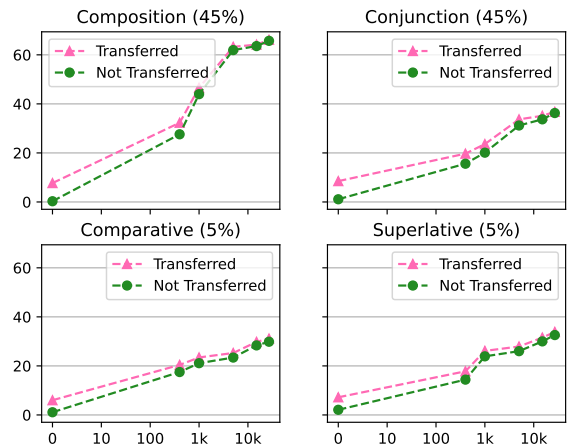 Composition (45%)
Conjunction (45%)
60
40
20
0
Transferred
Not Transferred
Transferred
Not Transferred
Comparative (5%)
Superlative (5%)
60
40
20
0
Transferred
Not Transferred
Transferred
Not Transferred
0 10 100 1k 10k
0 10 100 1k 10k